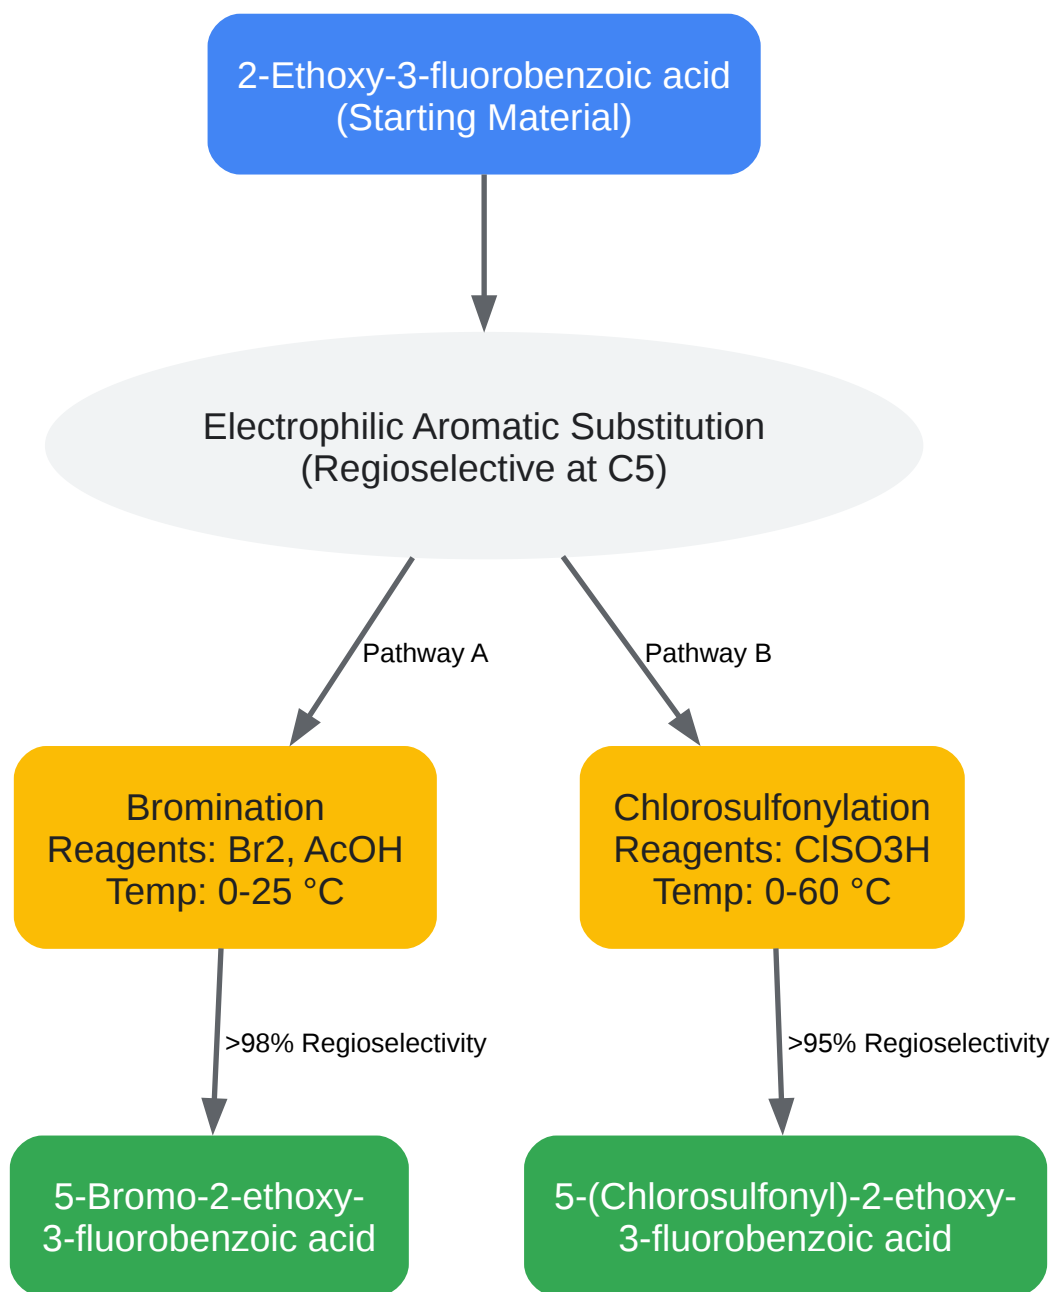 2-Ethoxy-3-fluorobenzoic acid
(Starting Material)
Electrophilic Aromatic Substitution
(Regioselective at C5)
Pathway A
Pathway B
Bromination
Reagents: Br2, AcOH
Temp: 0-25 °C
Chlorosulfonylation
Reagents: ClSO3H
Temp: 0-60 °C
>98% Regioselectivity
>95% Regioselectivity
5-Bromo-2-ethoxy-
3-fluorobenzoic acid
5-(Chlorosulfonyl)-2-ethoxy-
3-fluorobenzoic acid